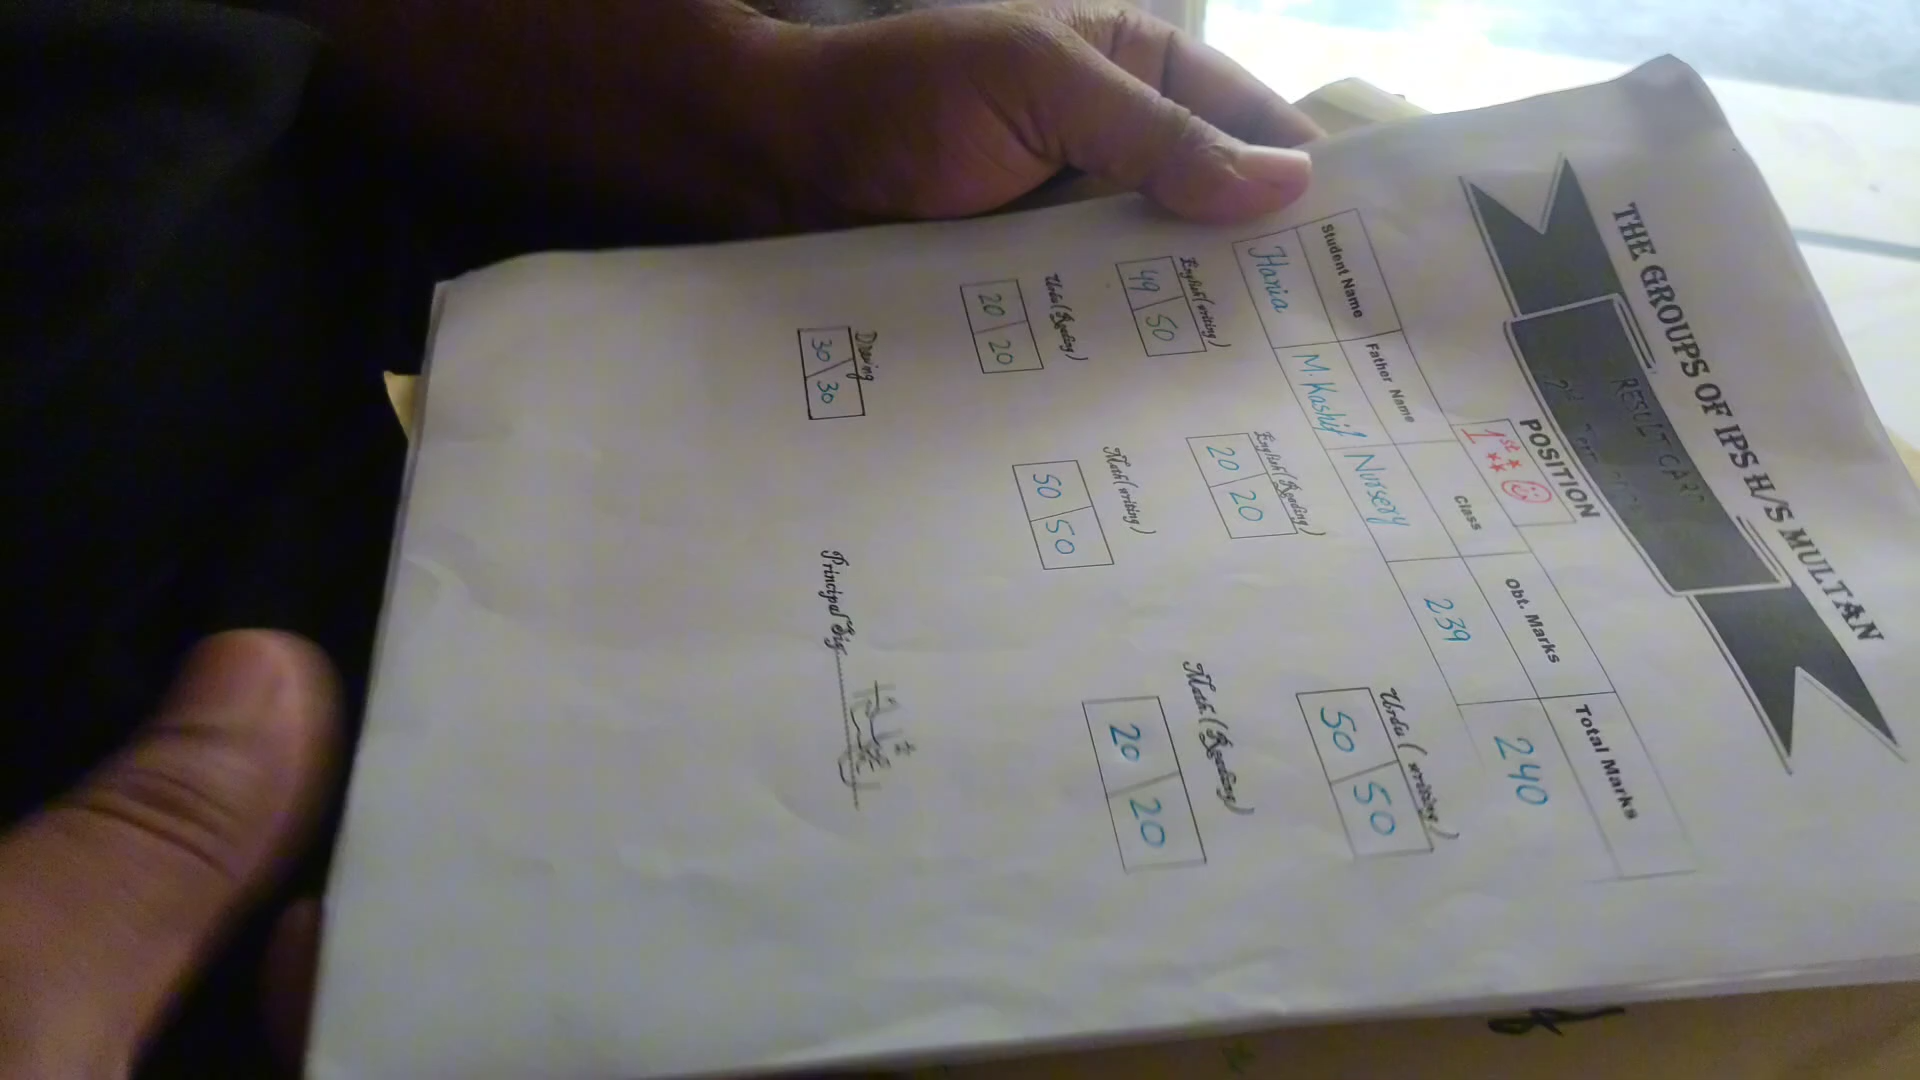 THE GROUPS OF IPS H/S MULTAN
RESULT CARD
POSITION
1st
Student Name Father Name Class Obt. Marks Total Marks
Hania M.Kashif Nursery 239 240
English(writing) English(Reading) Urdu(writing)
49 50 20 20 50 50
Urdu(Reading) Math(writing) Math(Reading)
20 20 50 50 20 20
Drawing
30 30
Principal Sig